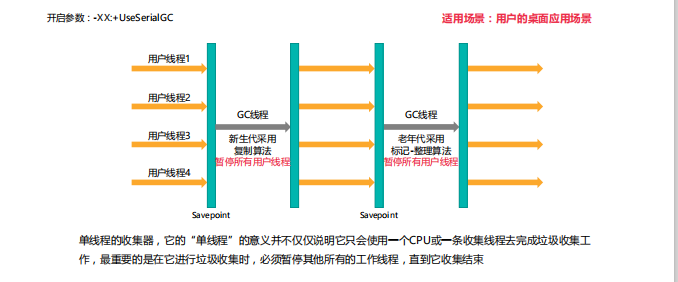 开启参数：-XX:+UseSerialGC
适用场景：用户的桌面应用场景
用户线程1
用户线程2
用户线程3
用户线程4
GC线程
新生代采用
复制算法
暂停所有用户线程
GC线程
老年代采用
标记-整理算法
暂停所有用户线程
Savepoint
Savepoint
单线程的收集器，它的“单线程”的意义并不仅仅说明它只会使用一个CPU或一条收集线程去完成垃圾收集工
作，最重要的是在它进行垃圾收集时，必须暂停其他所有的工作线程，直到它收集结束